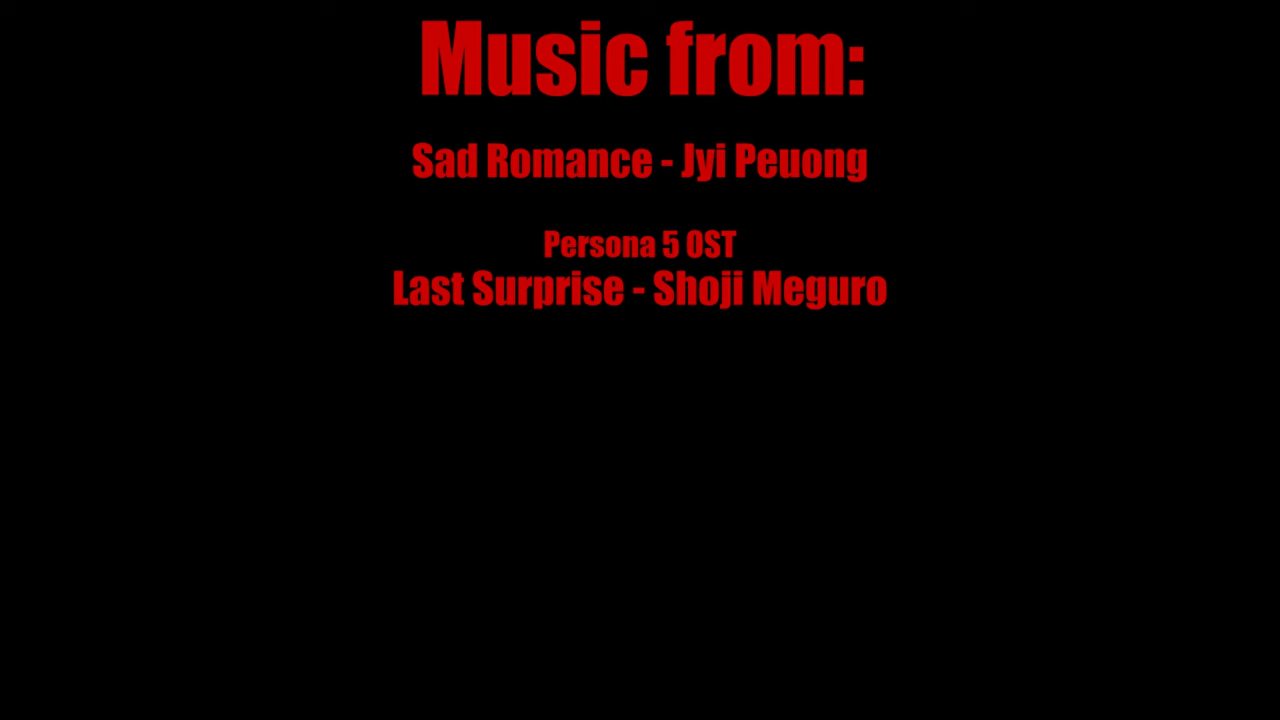 Music from:
Sad Romance - Jyi Peuong
Persona 5 OST
Last Surprise - Shoji Meguro